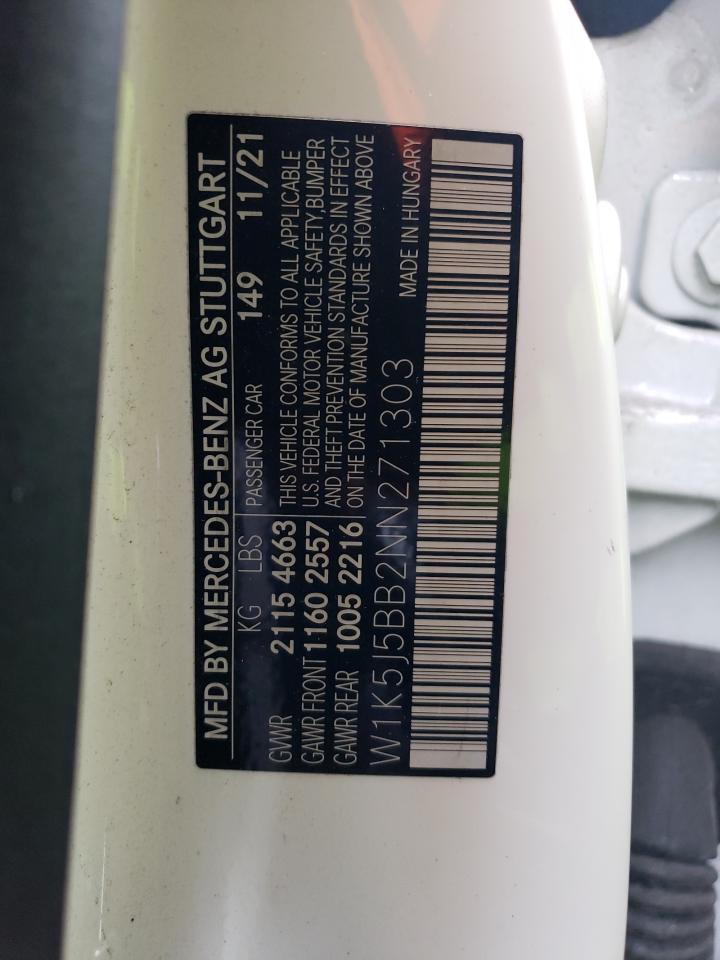 MFD BY MERCEDES-BENZ AG STUTTGART
KG LBS PASSENGER CAR 149 11/21
GVWR 2115 4663 THIS VEHICLE CONFORMS TO ALL APPLICABLE
GAWR FRONT 1160 2557 U.S. FEDERAL MOTOR VEHICLE SAFETY,BUMPER
GAWR REAR 1005 2216 AND THEFT PREVENTION STANDARDS IN EFFECT
ON THE DATE OF MANUFACTURE SHOWN ABOVE
W1K5J5BB2NN271303 MADE IN HUNGARY